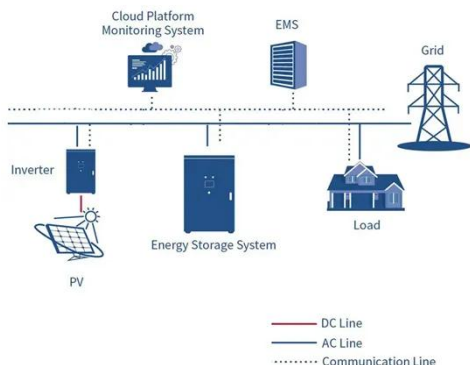 Cloud Platform
Monitoring System
EMS
Grid
Inverter
Energy Storage System
Load
PV
DC Line
AC Line
Communication Line